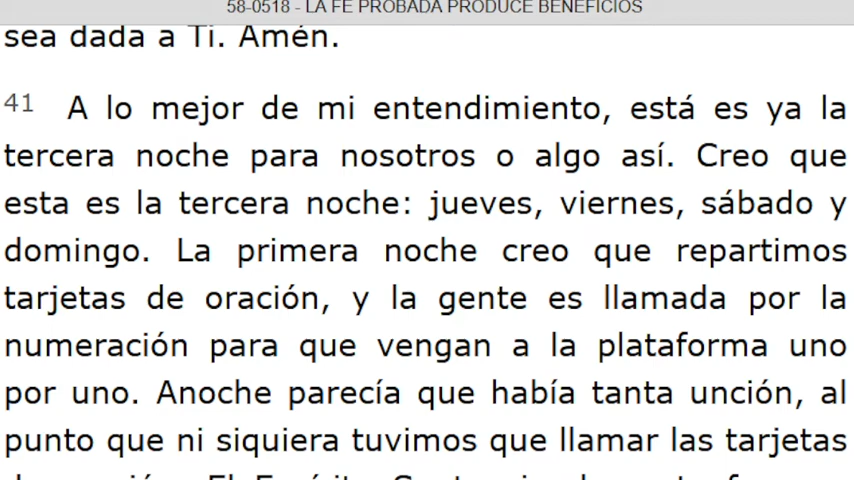 58-0518 - LA FE PROBADA PRODUCE BENEFICIOS
sea dada a Ti. Amén.
41 A lo mejor de mi entendimiento, está es ya la
tercera noche para nosotros o algo así. Creo que
esta es la tercera noche: jueves, viernes, sábado y
domingo. La primera noche creo que repartimos
tarjetas de oración, y la gente es llamada por la
numeración para que vengan a la plataforma uno
por uno. Anoche parecía que había tanta unción, al
punto que ni siquiera tuvimos que llamar las tarjetas